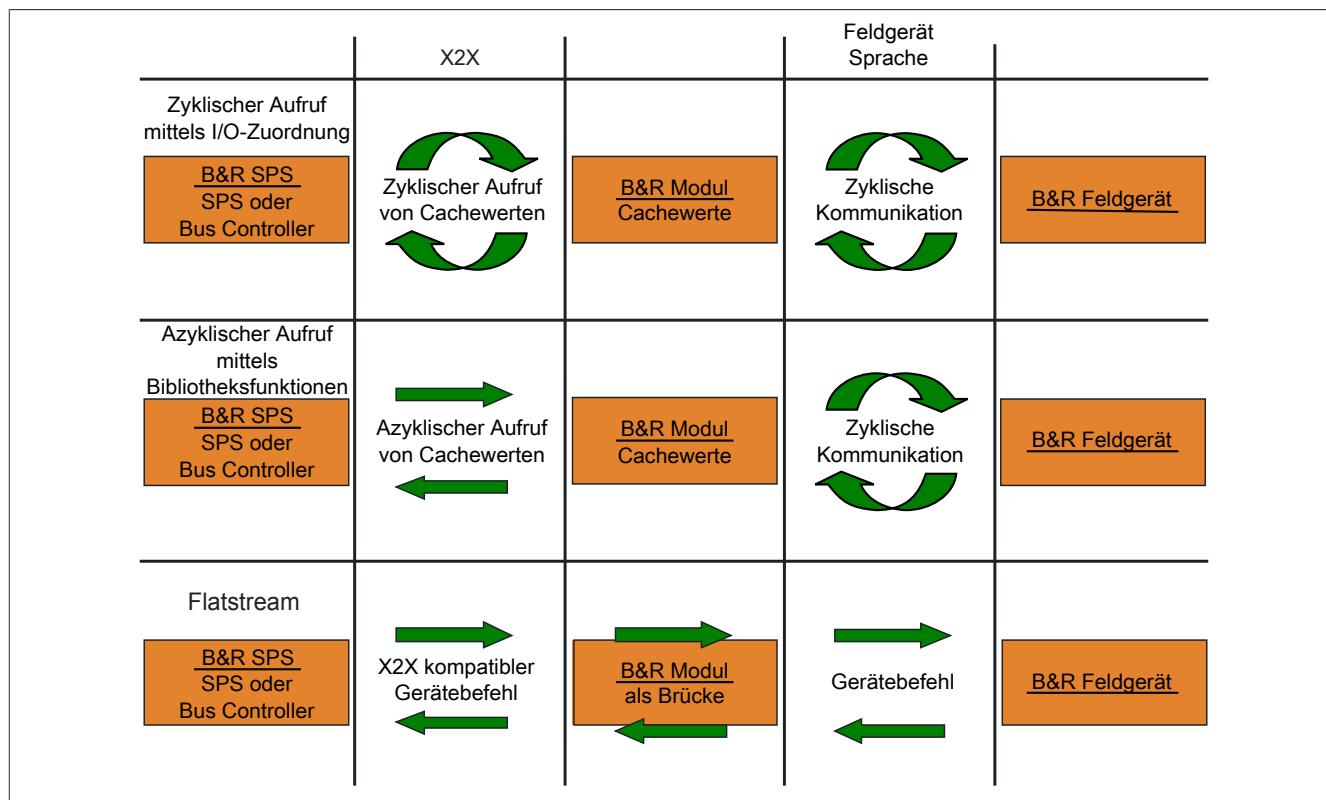 X2X
Feldgerät
Sprache
Zyklischer Aufruf
mittels I/O-Zuordnung
B&R SPS
SPS oder
Bus Controller
Zyklischer Aufruf
von Cachewerten
B&R Modul
Cachewerte
Zyklische
Kommunikation
B&R Feldgerät
Azyklischer Aufruf
mittels
Bibliotheksfunktionen
B&R SPS
SPS oder
Bus Controller
Azyklischer Aufruf
von Cachewerten
B&R Modul
Cachewerte
Zyklische
Kommunikation
B&R Feldgerät
Flatstream
B&R SPS
SPS oder
Bus Controller
X2X kompatibler
Gerätebefehl
B&R Modul
als Brücke
Gerätebefehl
B&R Feldgerät